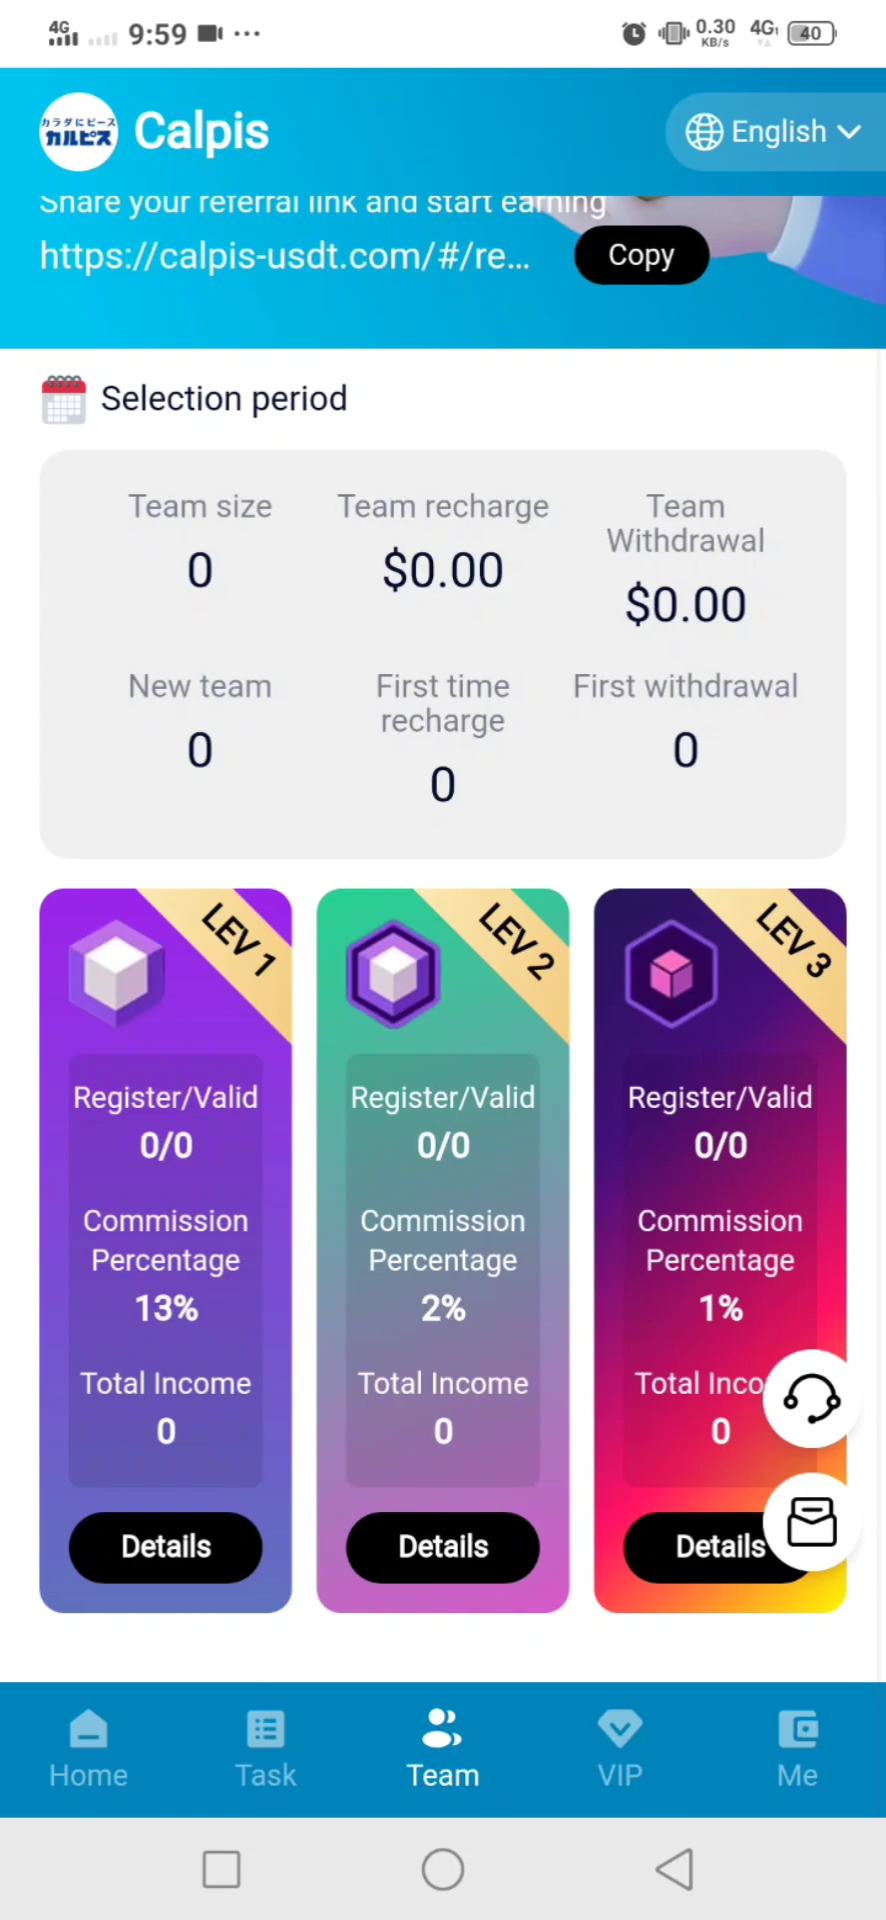 4G 9:59 ... 0.30 KB/s 4G 40
カラダにピース
カルピス
Calpis
English
Share your referral link and start earning
https://calpis-usdt.com/#/re...
Copy
Selection period
Team size
0
Team recharge
$0.00
Team
Withdrawal
$0.00
New team
0
First time
recharge
0
First withdrawal
0
LEV 1
Register/Valid
0/0
Commission
Percentage
13%
Total Income
0
Details
LEV 2
Register/Valid
0/0
Commission
Percentage
2%
Total Income
0
Details
LEV 3
Register/Valid
0/0
Commission
Percentage
1%
Total Inco
0
Details
Home
Task
Team
VIP
Me